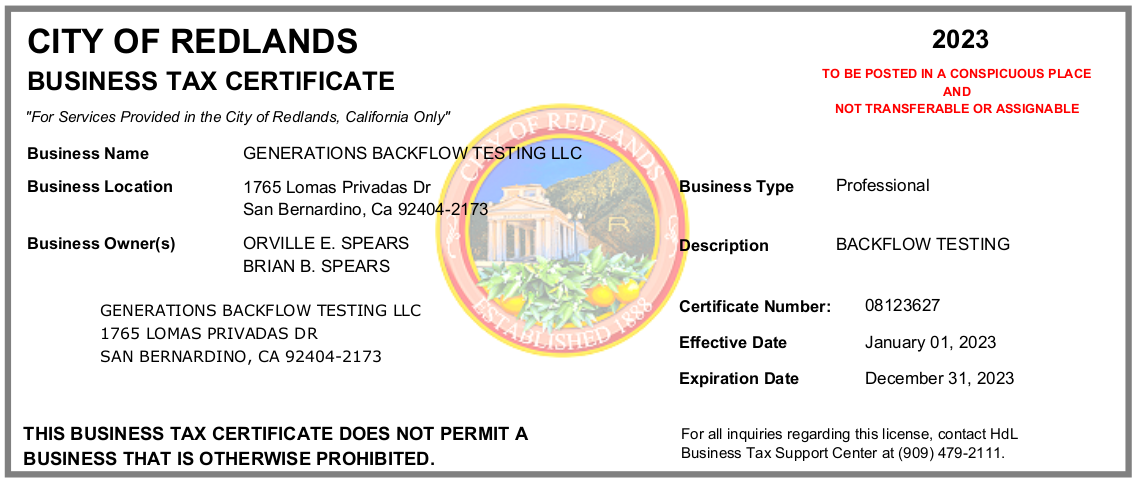 CITY OF REDLANDS
BUSINESS TAX CERTIFICATE
"For Services Provided in the City of Redlands, California Only"
2023
TO BE POSTED IN A CONSPICUOUS PLACE
AND
NOT TRANSFERABLE OR ASSIGNABLE
Business Name GENERATIONS BACKFLOW TESTING LLC
Business Location 1765 Lomas Privadas Dr
San Bernardino, Ca 92404-2173
Business Owner(s) ORVILLE E. SPEARS
BRIAN B. SPEARS
GENERATIONS BACKFLOW TESTING LLC
1765 LOMAS PRIVADAS DR
SAN BERNARDINO, CA 92404-2173
CITY OF REDLANDS
R
ESTABLISHED 1888
Business Type Professional
Description BACKFLOW TESTING
Certificate Number: 08123627
Effective Date January 01, 2023
Expiration Date December 31, 2023
THIS BUSINESS TAX CERTIFICATE DOES NOT PERMIT A
BUSINESS THAT IS OTHERWISE PROHIBITED.
For all inquiries regarding this license, contact HdL
Business Tax Support Center at (909) 479-2111.